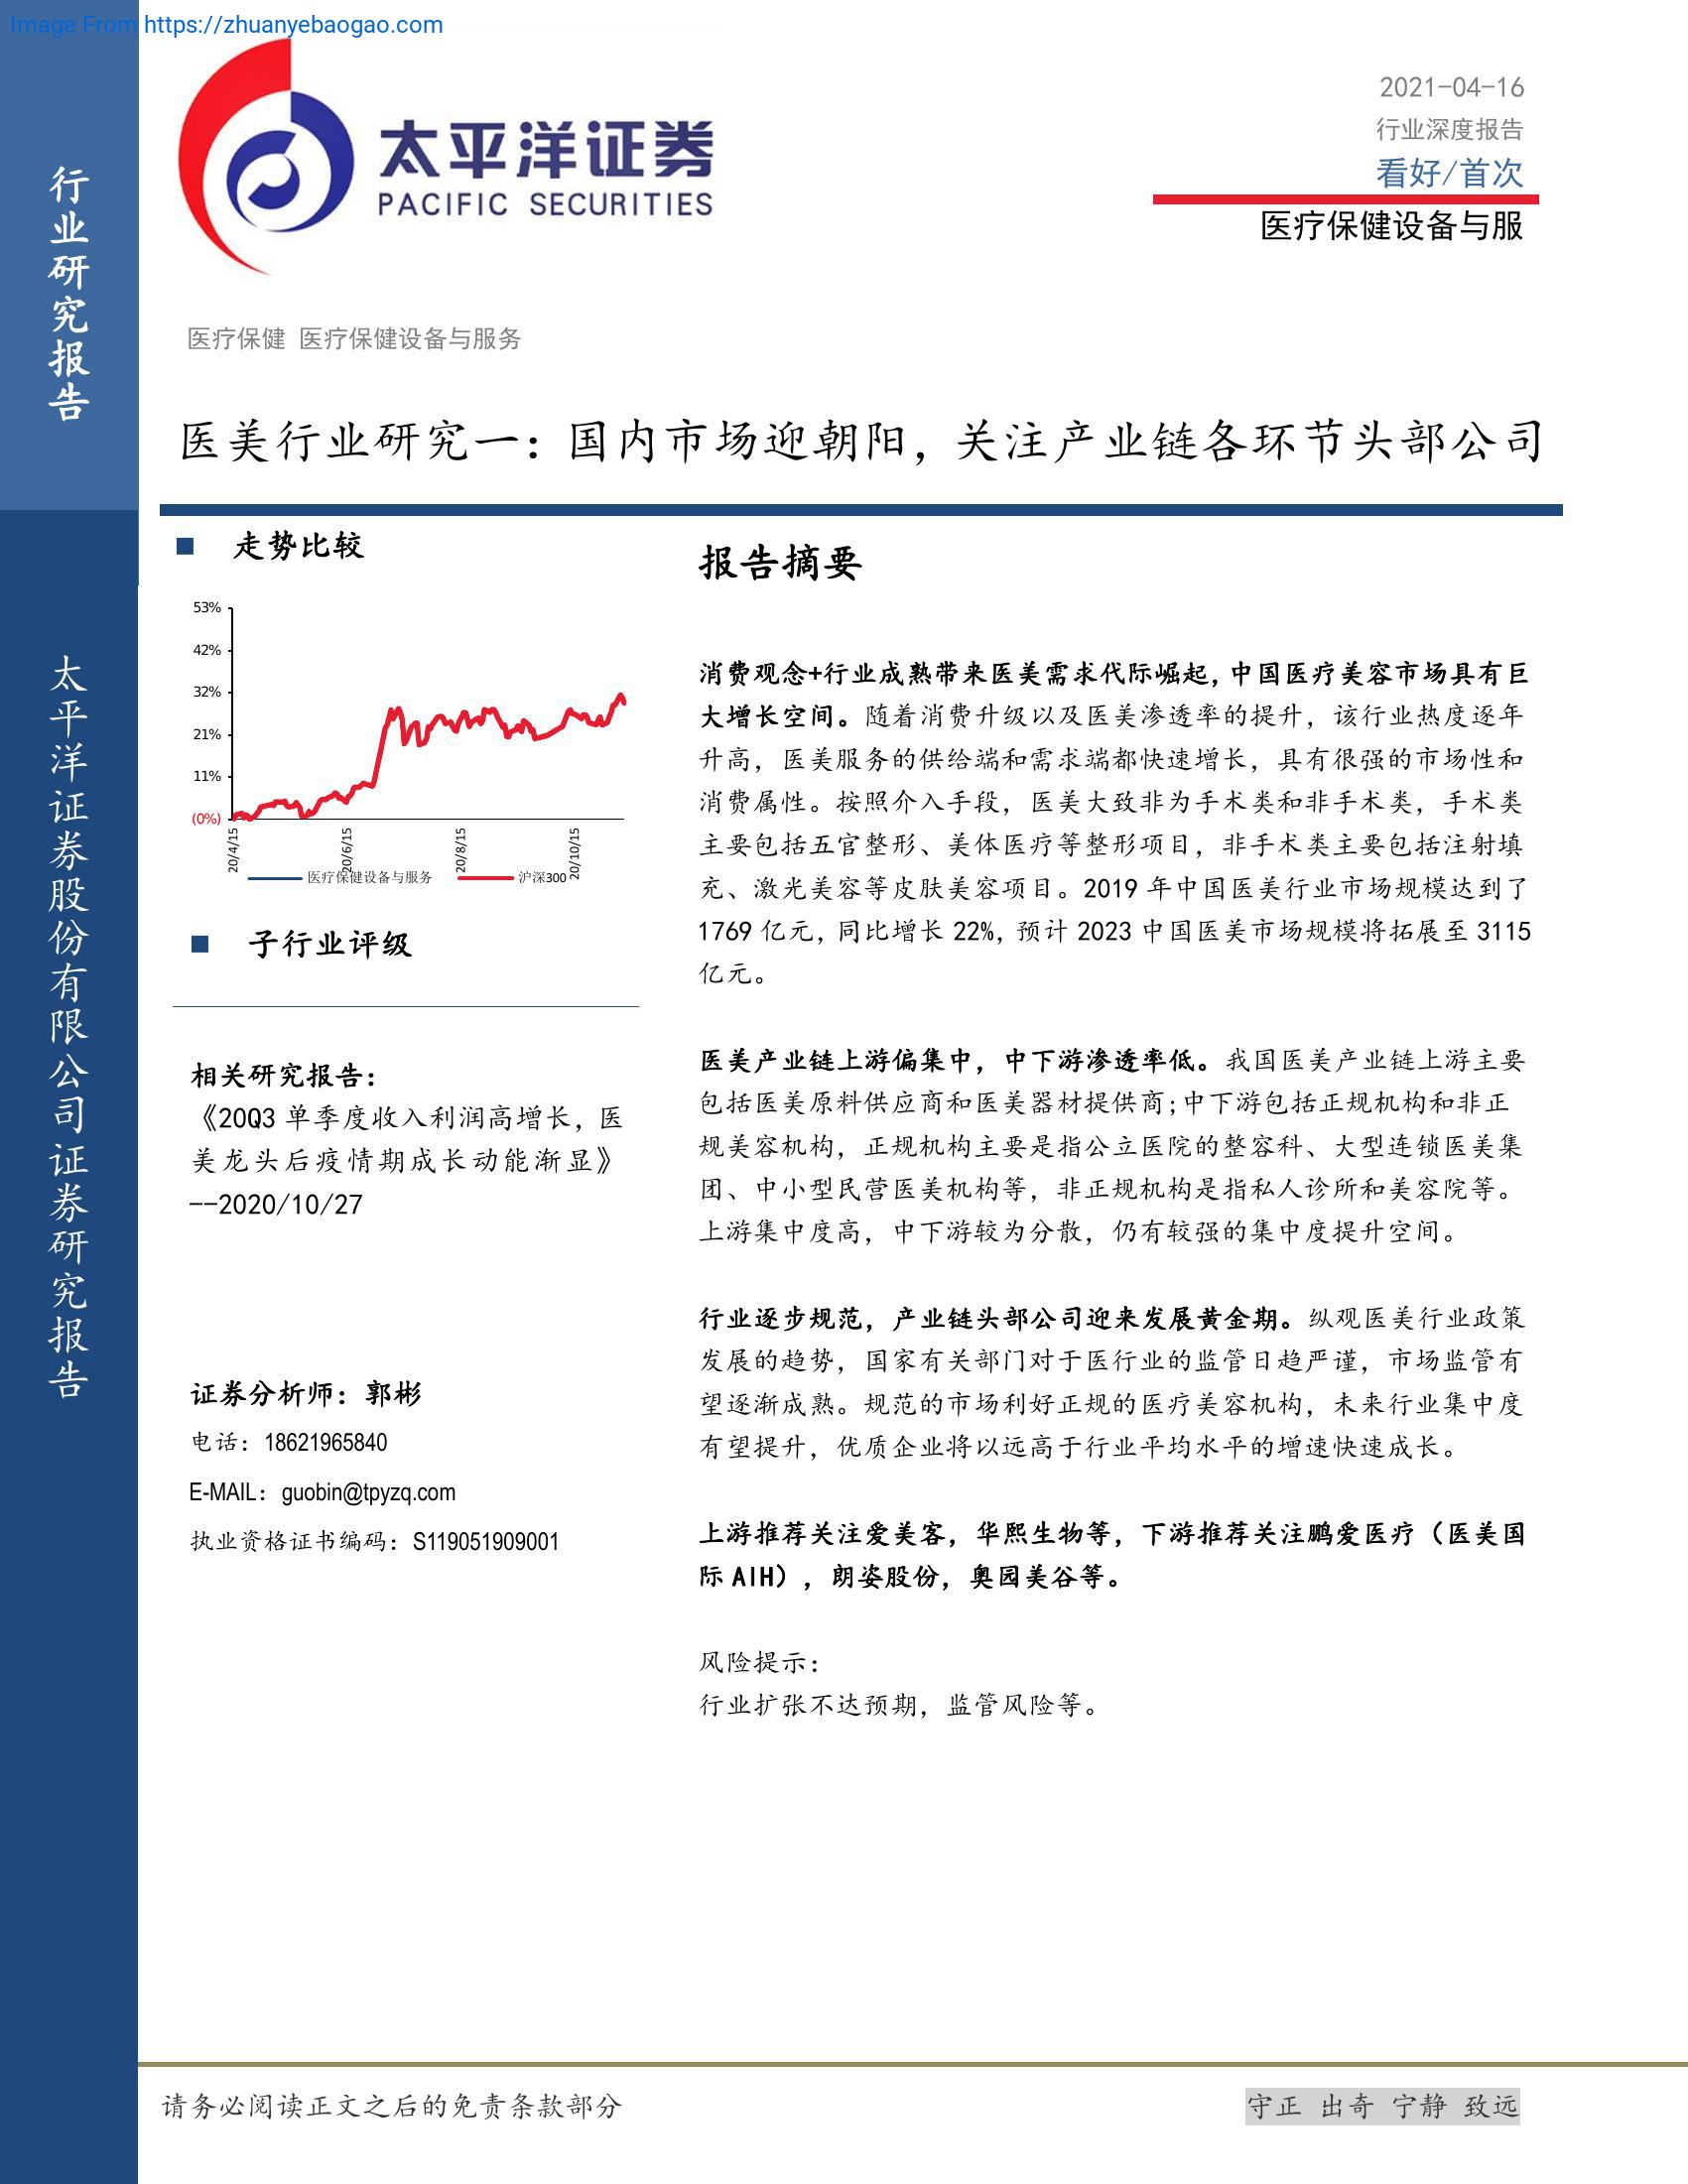 Image From https://zhuanyebaogao.com
太平洋证券
PACIFIC SECURITIES
2021-04-16
行业深度报告
看好/首次
医疗保健设备与服
行业研究报告
太平洋证券股份有限公司证券研究报告
医疗保健 医疗保健设备与服务
医美行业研究一：国内市场迎朝阳，关注产业链各环节头部公司
走势比较
53%
42%
32%
21%
11%
(0%)
20/4/15
20/6/15
20/8/15
20/10/15
医疗保健设备与服务
沪深300
子行业评级
相关研究报告：
《20Q3 单季度收入利润高增长，医
美龙头后疫情期成长动能渐显》
--2020/10/27
证券分析师：郭彬
电话：18621965840
E-MAIL：guobin@tpyzq.com
执业资格证书编码：S119051909001
报告摘要
消费观念+行业成熟带来医美需求代际崛起，中国医疗美容市场具有巨
大增长空间。随着消费升级以及医美渗透率的提升，该行业热度逐年
升高，医美服务的供给端和需求端都快速增长，具有很强的市场性和
消费属性。按照介入手段，医美大致非为手术类和非手术类，手术类
主要包括五官整形、美体医疗等整形项目，非手术类主要包括注射填
充、激光美容等皮肤美容项目。2019 年中国医美行业市场规模达到了
1769 亿元，同比增长 22%，预计 2023 中国医美市场规模将拓展至 3115
亿元。
医美产业链上游偏集中，中下游渗透率低。我国医美产业链上游主要
包括医美原料供应商和医美器材提供商;中下游包括正规机构和非正
规美容机构，正规机构主要是指公立医院的整容科、大型连锁医美集
团、中小型民营医美机构等，非正规机构是指私人诊所和美容院等。
上游集中度高，中下游较为分散，仍有较强的集中度提升空间。
行业逐步规范，产业链头部公司迎来发展黄金期。纵观医美行业政策
发展的趋势，国家有关部门对于医行业的监管日趋严谨，市场监管有
望逐渐成熟。规范的市场利好正规的医疗美容机构，未来行业集中度
有望提升，优质企业将以远高于行业平均水平的增速快速成长。
上游推荐关注爱美客，华熙生物等，下游推荐关注鹏爱医疗（医美国
际 AIH），朗姿股份，奥园美谷等。
风险提示：
行业扩张不达预期，监管风险等。
请务必阅读正文之后的免责条款部分
守正 出奇 宁静 致远